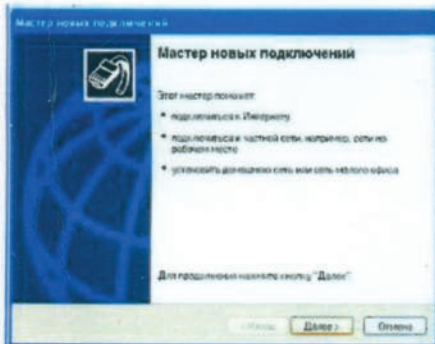 Мастер новых подключений
Мастер новых подключений
Этот мастер помогает:
* подключиться к Интернету
* подключиться к частной сети, например, сети на
рабочем месте
* установить домашнюю сеть или сеть малого офиса
Для продолжения нажмите кнопку "Далее"
< Назад
Далее >
Отмена